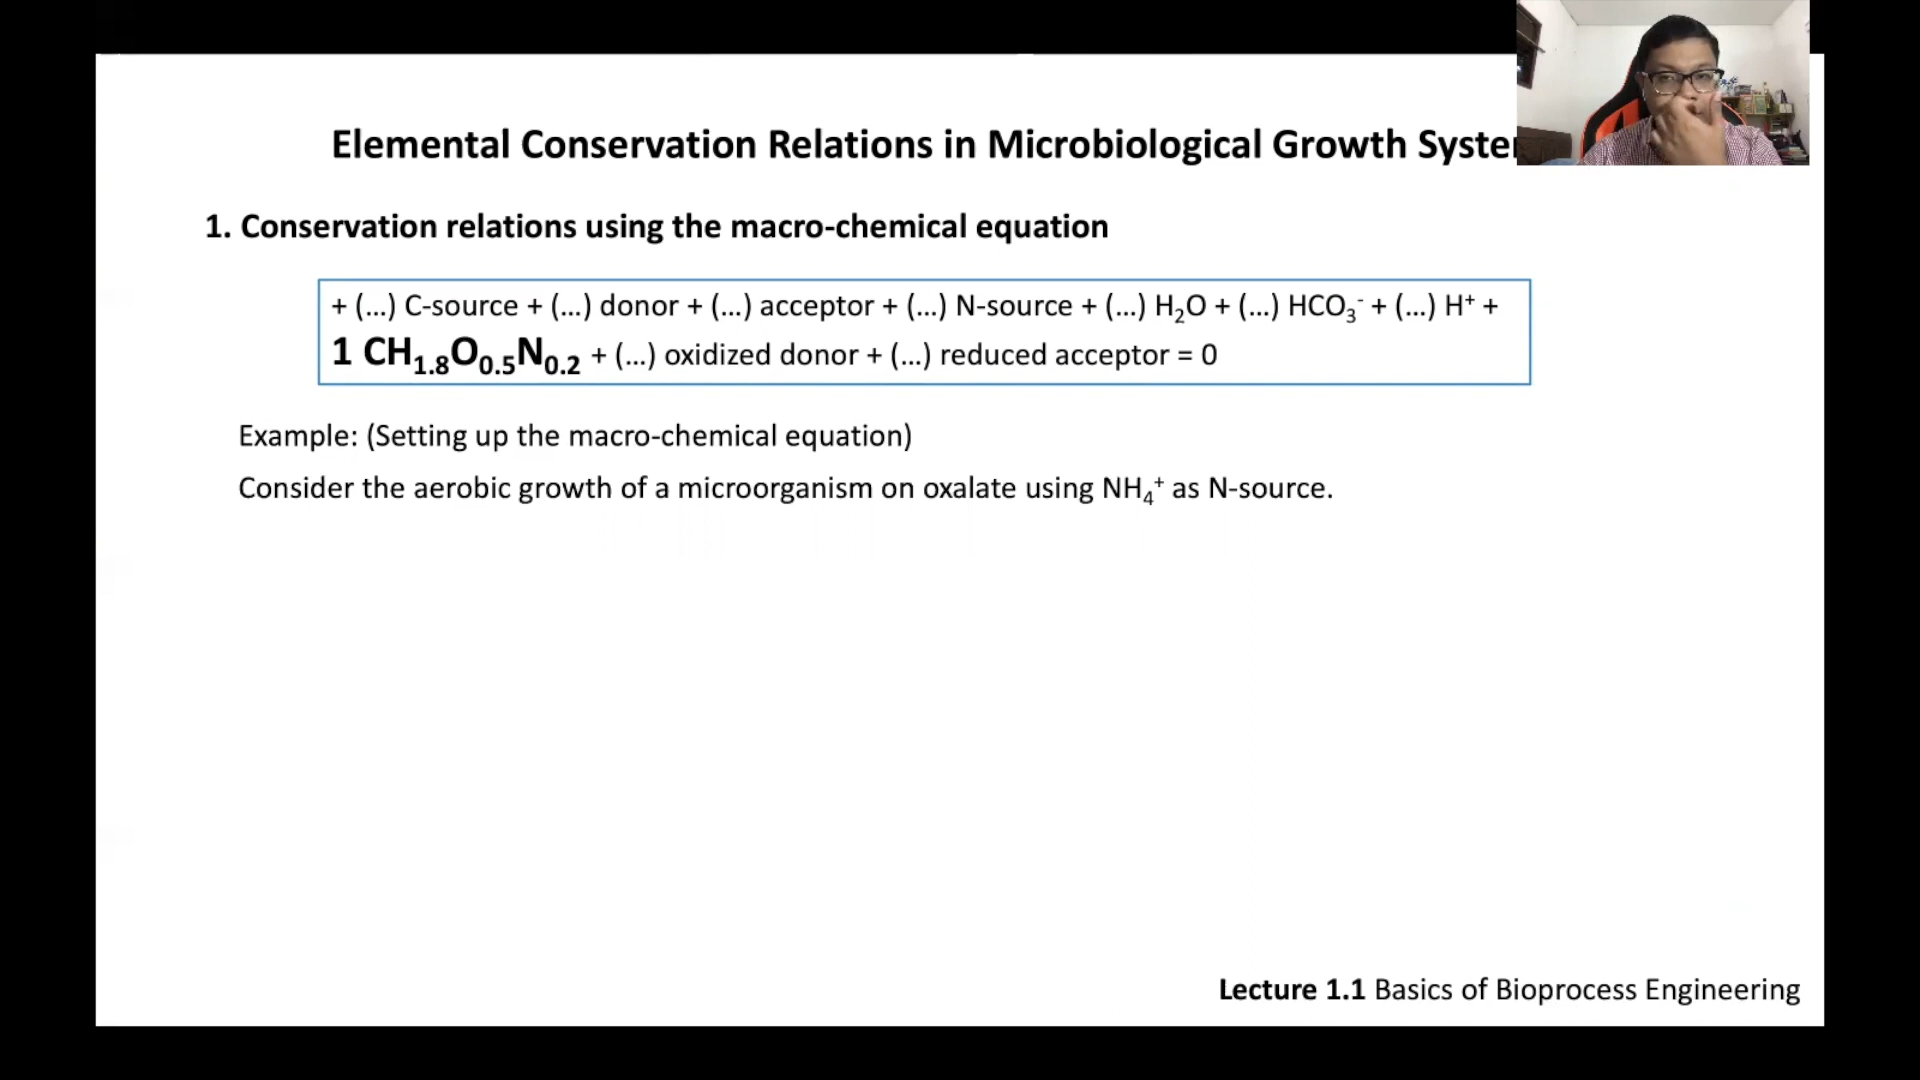 Elemental Conservation Relations in Microbiological Growth
1. Conservation relations using the macro-chemical equation
+ (...) C-source + (...) donor + (...) acceptor + (...) N-source + (...) H₂O + (...) HCO₃⁻ + (...) H⁺ +
1 CH₁.₈O₀.₅N₀.₂ + (...) oxidized donor + (...) reduced acceptor = 0
Example: (Setting up the macro-chemical equation)
Consider the aerobic growth of a microorganism on oxalate using NH₄⁺ as N-source.
Lecture 1.1 Basics of Bioprocess Engineering